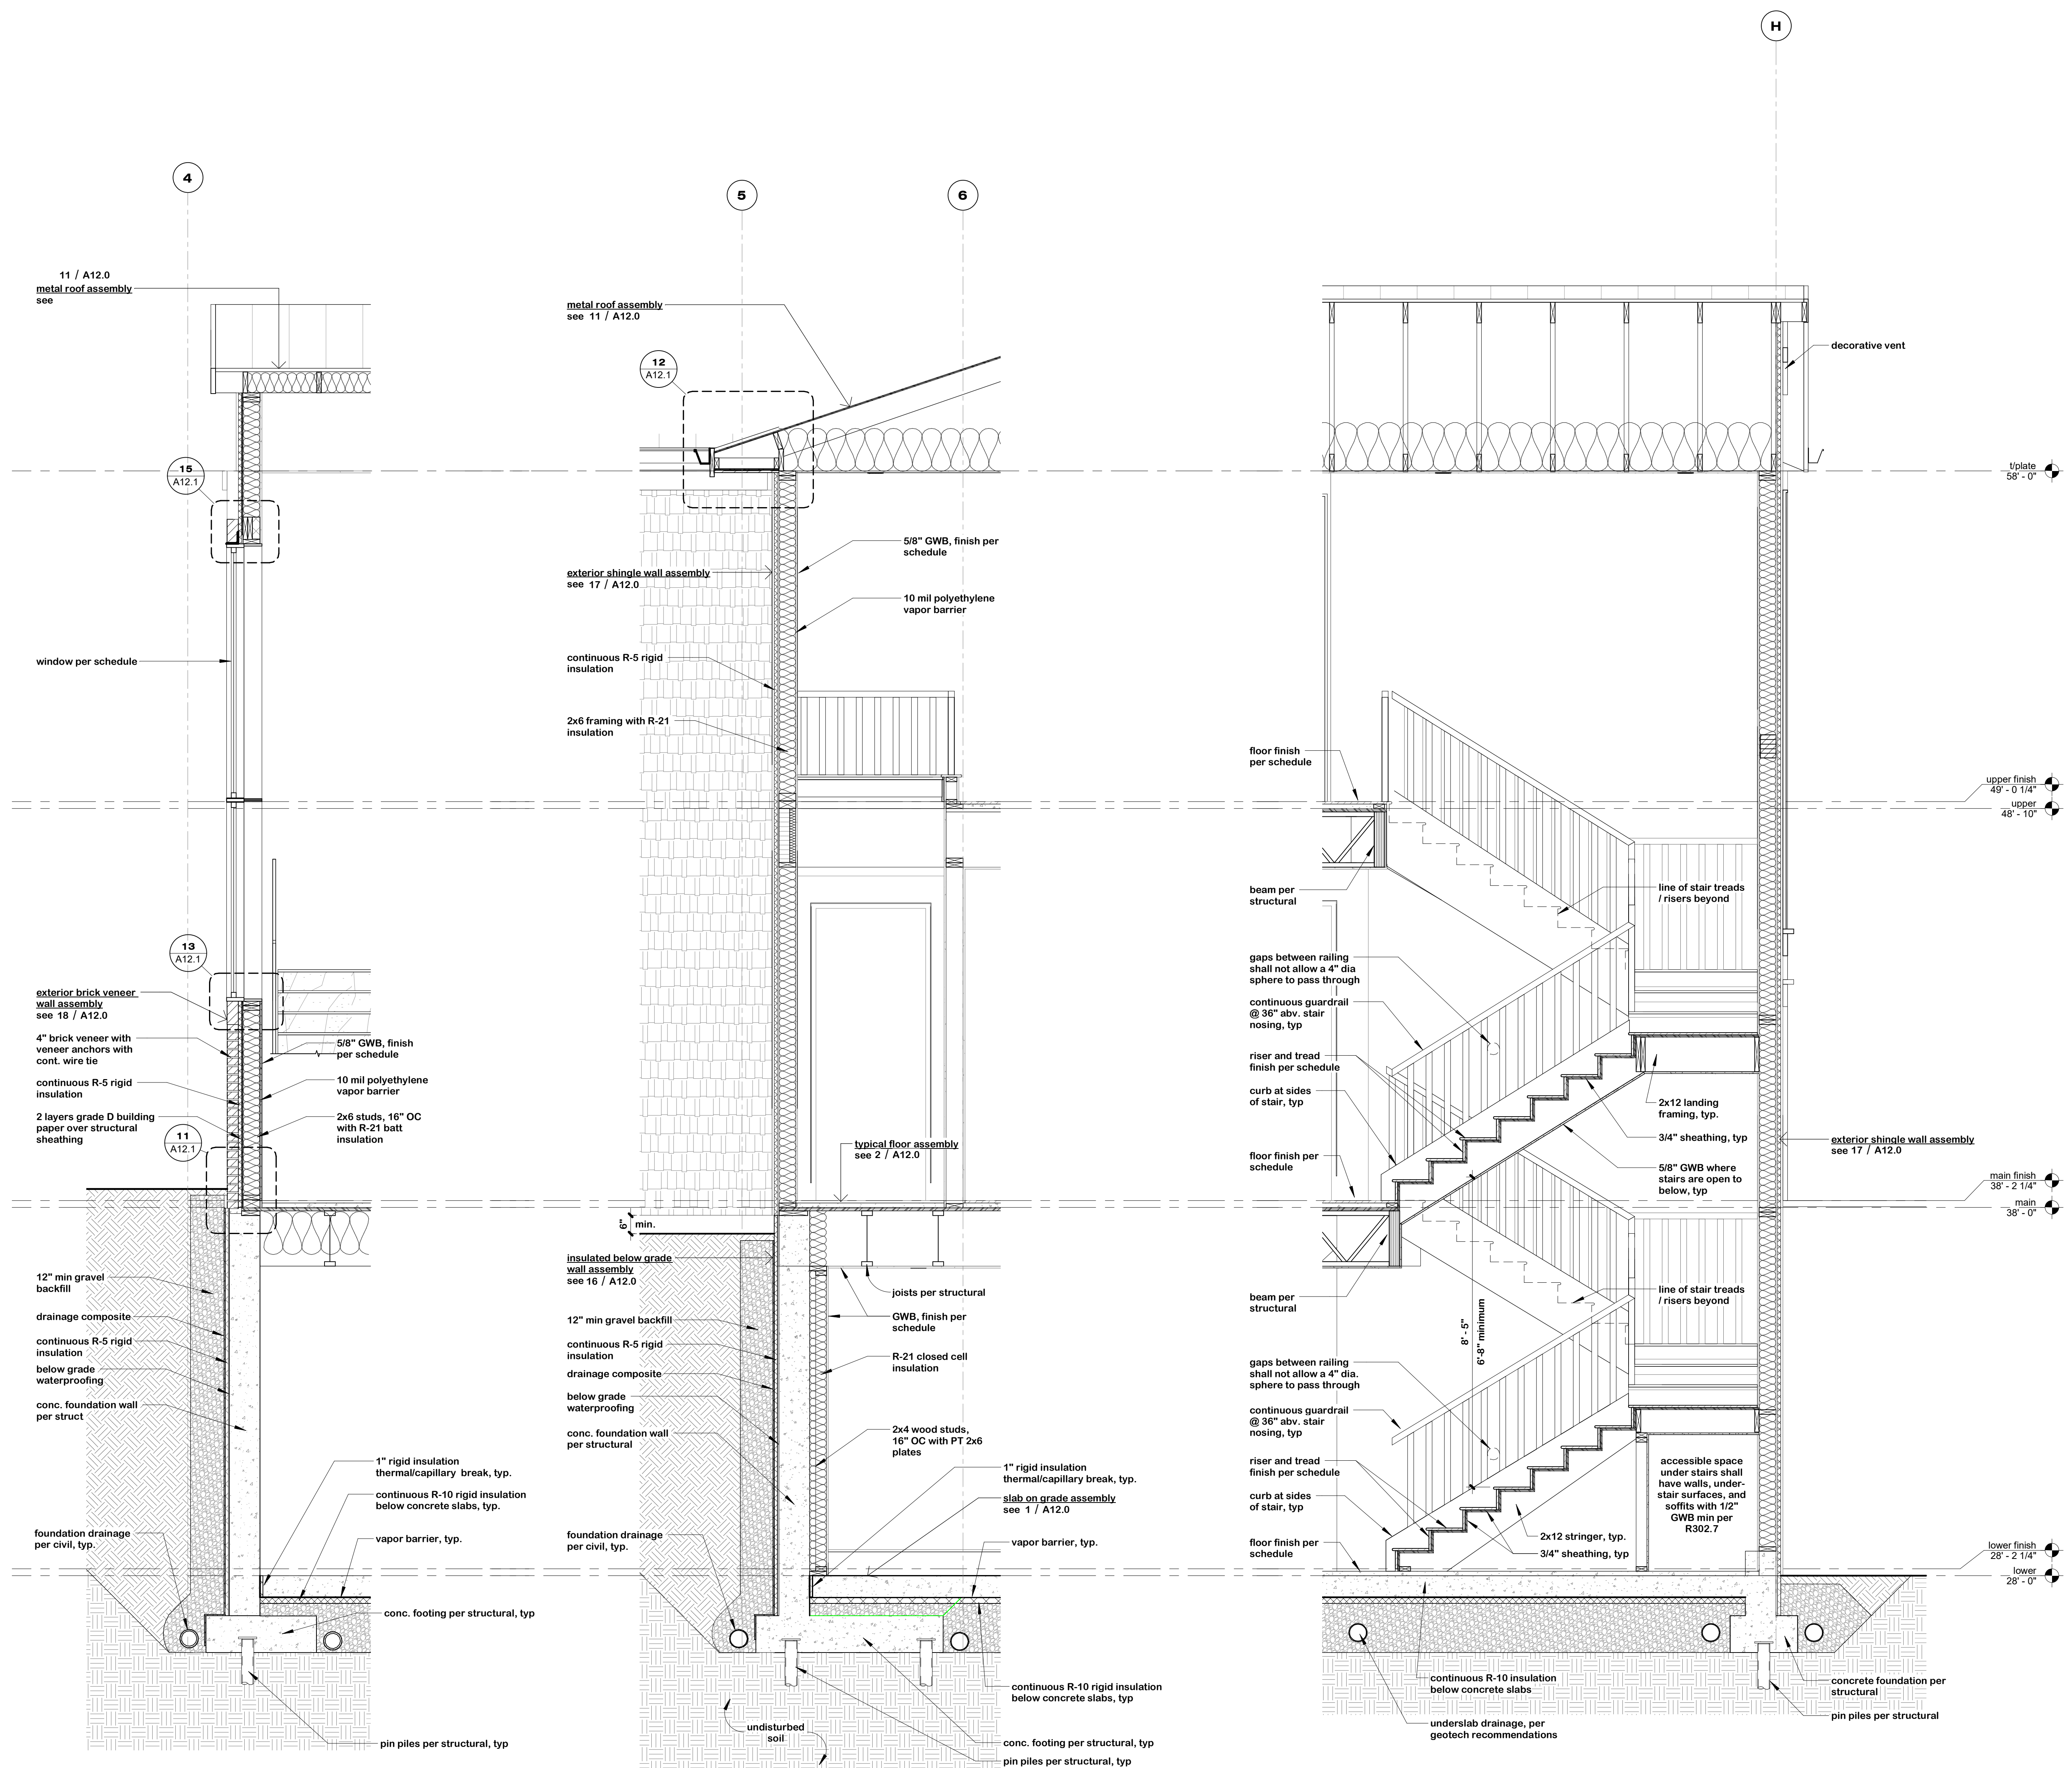 4
11 / A12.0
metal roof assembly
see
15
A12.1
window per schedule
13
A12.1
exterior brick veneer
wall assembly
see 18 / A12.0
4" brick veneer with
veneer anchors with
cont. wire tie
continuous R-5 rigid
insulation
2 layers grade D building
paper over structural
sheathing
11
A12.1
5/8" GWB, finish
per schedule
10 mil polyethylene
vapor barrier
2x6 studs, 16" OC
with R-21 batt
insulation
12" min gravel
backfill
drainage composite
continuous R-5 rigid
insulation
below grade
waterproofing
conc. foundation wall
per struct
foundation drainage
per civil, typ.
1" rigid insulation
thermal/capillary break, typ.
continuous R-10 rigid insulation
below concrete slabs, typ.
vapor barrier, typ.
conc. footing per structural, typ
pin piles per structural, typ
5
6
metal roof assembly
see 11 / A12.0
12
A12.1
exterior shingle wall assembly
see 17 / A12.0
5/8" GWB, finish per
schedule
10 mil polyethylene
vapor barrier
continuous R-5 rigid
insulation
2x6 framing with R-21
insulation
typical floor assembly
see 2 / A12.0
6"
min.
insulated below grade
wall assembly
see 16 / A12.0
12" min gravel backfill
continuous R-5 rigid
insulation
drainage composite
below grade
waterproofing
conc. foundation wall
per structural
foundation drainage
per civil, typ.
joists per structural
GWB, finish per
schedule
R-21 closed cell
insulation
2x4 wood studs,
16" OC with PT 2x6
plates
1" rigid insulation
thermal/capillary break, typ.
slab on grade assembly
see 1 / A12.0
vapor barrier, typ.
continuous R-10 rigid insulation
below concrete slabs, typ
undisturbed
soil
conc. footing per structural, typ
pin piles per structural, typ
H
decorative vent
t/plate
58' - 0"
floor finish
per schedule
upper finish
49' - 0 1/4"
upper
48' - 10"
beam per
structural
line of stair treads
/ risers beyond
gaps between railing
shall not allow a 4" dia
sphere to pass through
continuous guardrail
@ 36" abv. stair
nosing, typ
riser and tread
finish per schedule
curb at sides
of stair, typ
floor finish per
schedule
2x12 landing
framing, typ.
3/4" sheathing, typ
5/8" GWB where
stairs are open to
below, typ
exterior shingle wall assembly
see 17 / A12.0
main finish
38' - 2 1/4"
main
38' - 0"
beam per
structural
line of stair treads
/ risers beyond
8' - 5"
6'-8" minimum
gaps between railing
shall not allow a 4" dia.
sphere to pass through
continuous guardrail
@ 36" abv. stair
nosing, typ
riser and tread
finish per schedule
curb at sides
of stair, typ
floor finish per
schedule
accessible space
under stairs shall
have walls, under-
stair surfaces, and
soffits with 1/2"
GWB min per
R302.7
2x12 stringer, typ.
3/4" sheathing, typ
lower finish
28' - 2 1/4"
lower
28' - 0"
continuous R-10 insulation
below concrete slabs
underslab drainage, per
geotech recommendations
concrete foundation per
structural
pin piles per structural